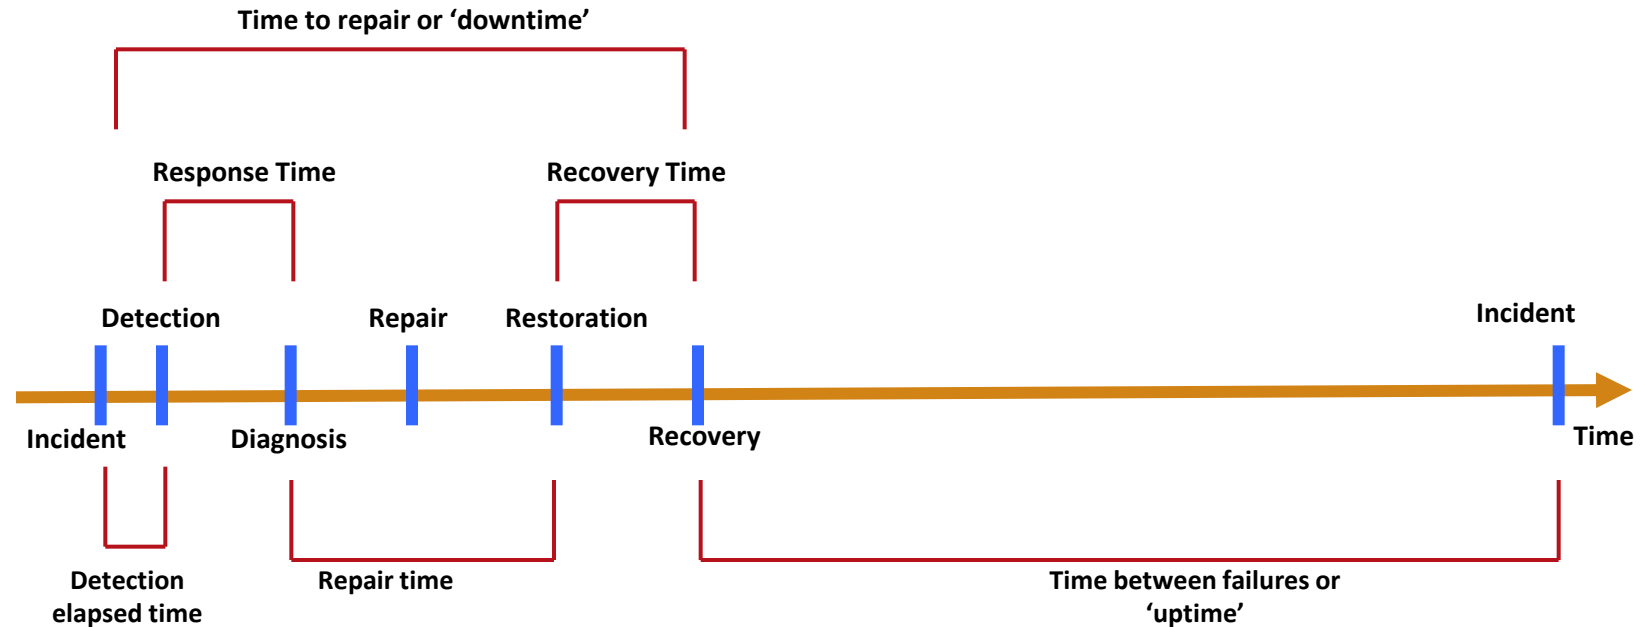 Time to repair or ‘downtime’
Response Time
Recovery Time
Detection
Repair
Restoration
Incident
Incident
Diagnosis
Recovery
Time
Detection
elapsed time
Repair time
Time between failures or
‘uptime’